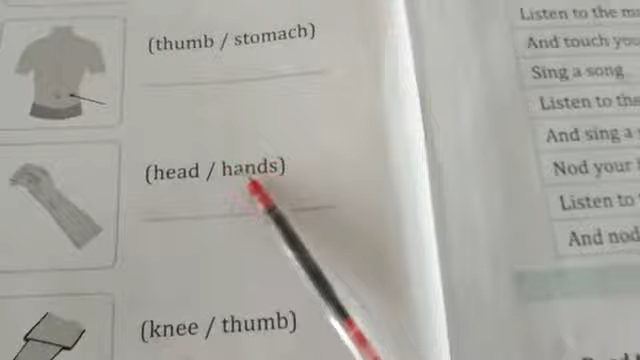 (thumb / stomach)
(head / hands)
(knee / thumb)
Listen to the
And touch
Sing a song
Listen to the
And sing a
Nod your
Listen to
And nod